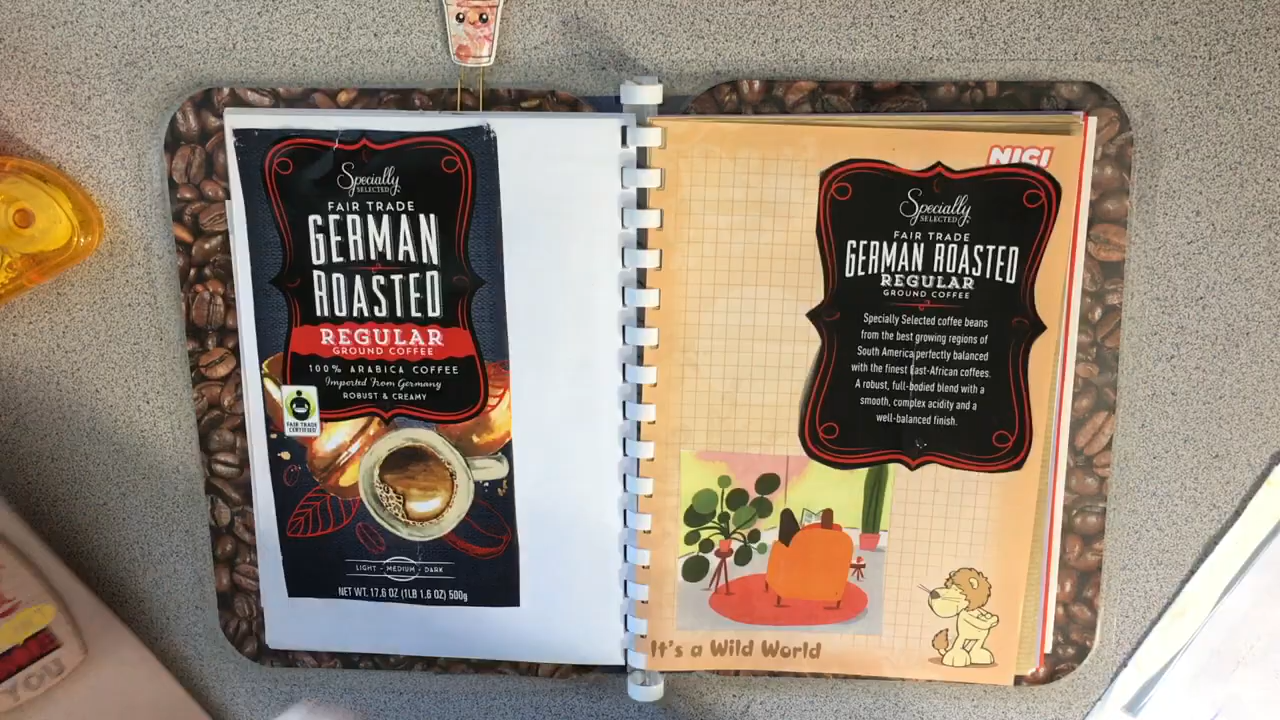 Specially
SELECTED
FAIR TRADE
GERMAN
ROASTED
REGULAR
GROUND COFFEE
100% ARABICA COFFEE
Imported From Germany
ROBUST & CREAMY
FAIR TRADE
CERTIFIED
LIGHT - MEDIUM - DARK
NET WT. 17.6 OZ (1LB 1.6 OZ) 500g
NICI
Specially
SELECTED
FAIR TRADE
GERMAN ROASTED
REGULAR
GROUND COFFEE
Specially Selected coffee beans
from the best growing regions of
South America perfectly balanced
with the finest East-African coffees.
A robust, full-bodied blend with a
smooth, complex acidity and a
well-balanced finish.
It's a Wild World
YOU